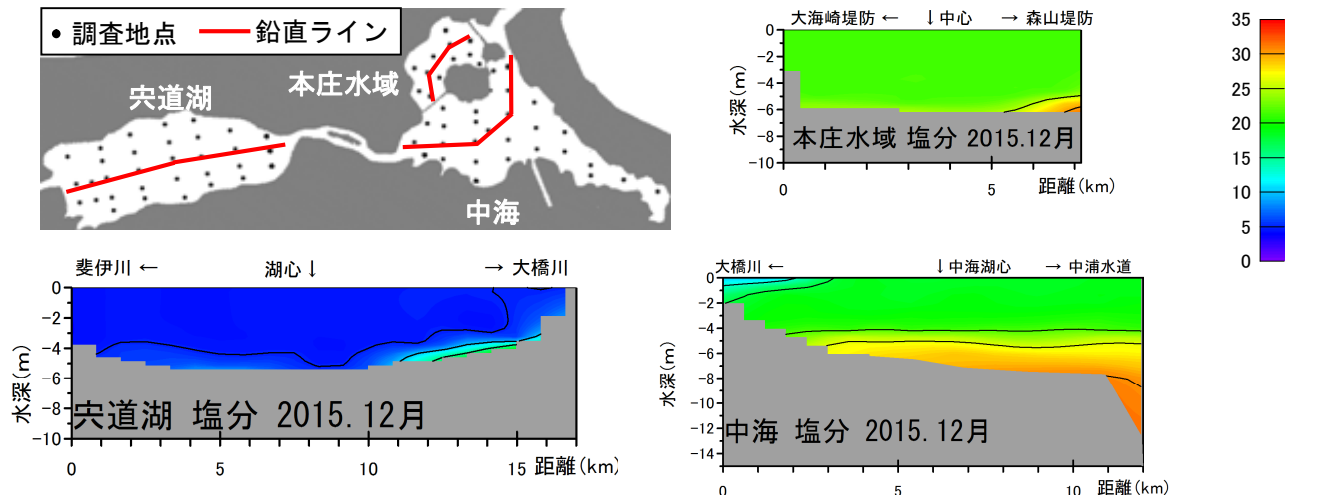 調査地点 鉛直ライン
宍道湖
本庄水域
中海
大海崎堤防 ← ↓中心 → 森山堤防
水深(m)
0
-2
-4
-6
-8
-10
本庄水域 塩分 2015.12月
0 5 距離(km)
35
30
25
20
15
10
5
0
斐伊川 ← 湖心↓ → 大橋川
水深(m)
0
-2
-4
-6
-8
-10
宍道湖 塩分 2015.12月
0 5 10 15 距離(km)
大橋川 ← ↓中海湖心 → 中浦水道
水深(m)
0
-2
-4
-6
-8
-10
-12
-14
中海 塩分 2015.12月
0 5 10 距離(km)